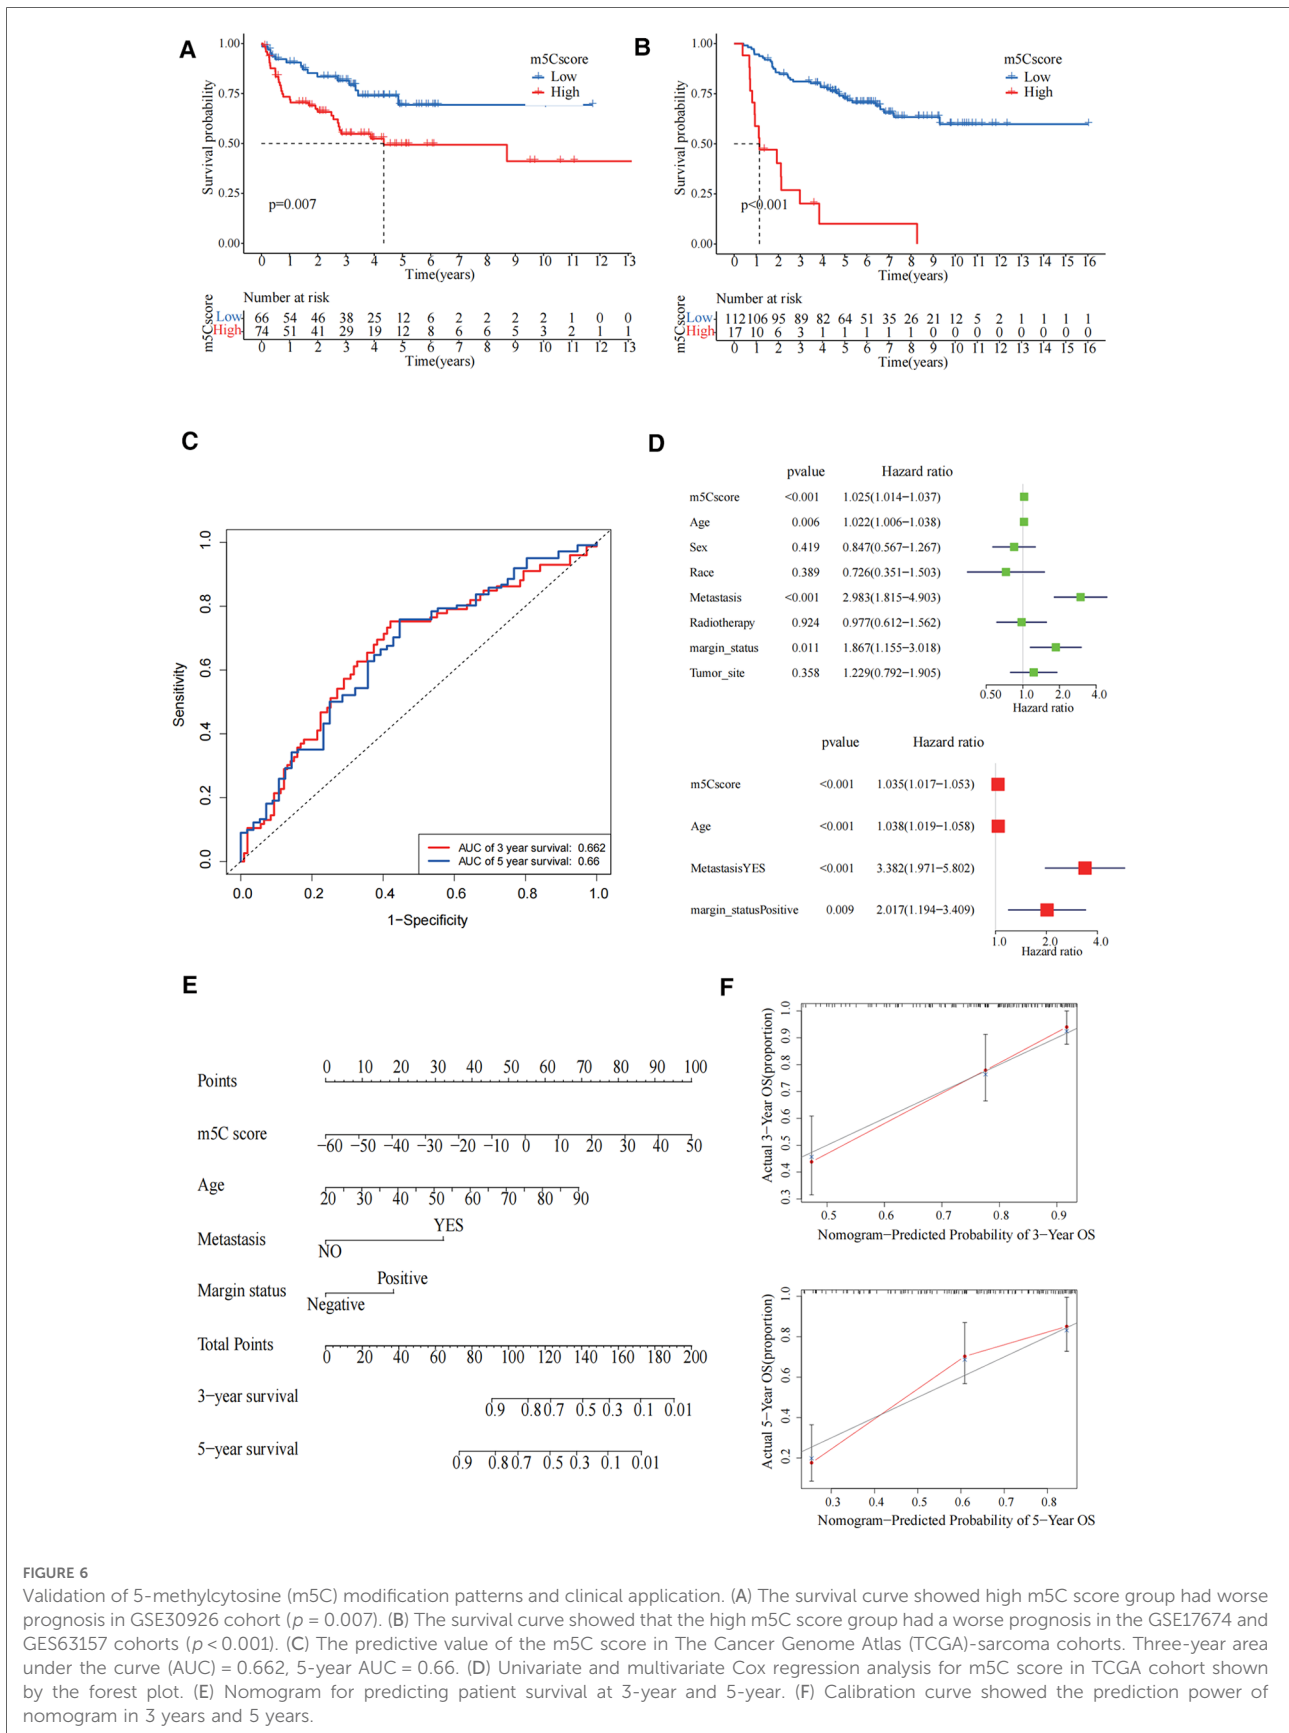 A
m5Cscore
Low
High
Survival probability
1.00
0.75
0.50
0.25
0.00
p=0.007
0 1 2 3 4 5 6 7 8 9 10 11 12 13
Time(years)
Number at risk
m5Cscore
Low 66 54 46 38 25 12 6 2 2 2 2 1 0 0
High 74 51 41 29 19 12 8 6 6 5 3 2 1 1
0 1 2 3 4 5 6 7 8 9 10 11 12 13
Time(years)
B
m5Cscore
Low
High
Survival probability
1.00
0.75
0.50
0.25
0.00
p<0.001
0 1 2 3 4 5 6 7 8 9 10 11 12 13 14 15 16
Time(years)
Number at risk
m5Cscore
Low 112 106 95 89 82 64 51 35 26 21 12 5 2 1 1 1 1
High 17 10 6 3 1 1 1 1 1 0 0 0 0 0 0 0 0
0 1 2 3 4 5 6 7 8 9 10 11 12 13 14 15 16
Time(years)
C
Sensitivity
1.0
0.8
0.6
0.4
0.2
0.0
AUC of 3 year survival: 0.662
AUC of 5 year survival: 0.66
0.0 0.2 0.4 0.6 0.8 1.0
1−Specificity
D
pvalue Hazard ratio
m5Cscore <0.001 1.025(1.014−1.037)
Age 0.006 1.022(1.006−1.038)
Sex 0.419 0.847(0.567−1.267)
Race 0.389 0.726(0.351−1.503)
Metastasis <0.001 2.983(1.815−4.903)
Radiotherapy 0.924 0.977(0.612−1.562)
margin_status 0.011 1.867(1.155−3.018)
Tumor_site 0.358 1.229(0.792−1.905)
0.50 1.0 2.0 4.0
Hazard ratio
pvalue Hazard ratio
m5Cscore <0.001 1.035(1.017−1.053)
Age <0.001 1.038(1.019−1.058)
MetastasisYES <0.001 3.382(1.971−5.802)
margin_statusPositive 0.009 2.017(1.194−3.409)
1.0 2.0 4.0
Hazard ratio
E
Points
0 10 20 30 40 50 60 70 80 90 100
m5C score
−60 −50 −40 −30 −20 −10 0 10 20 30 40 50
Age
20 30 40 50 60 70 80 90
Metastasis
YES
NO
Margin status
Positive
Negative
Total Points
0 20 40 60 80 100 120 140 160 180 200
3−year survival
0.9 0.8 0.7 0.5 0.3 0.1 0.01
5−year survival
0.9 0.8 0.7 0.5 0.3 0.1 0.01
F
Actual 3−Year OS(proportion)
1.0
0.9
0.8
0.7
0.6
0.5
0.4
0.3
0.5 0.6 0.7 0.8 0.9
Nomogram−Predicted Probability of 3−Year OS
Actual 5−Year OS(proportion)
1.0
0.8
0.6
0.4
0.2
0.3 0.4 0.5 0.6 0.7 0.8
Nomogram−Predicted Probability of 5−Year OS
FIGURE 6
Validation of 5-methylcytosine (m5C) modification patterns and clinical application. (A) The survival curve showed high m5C score group had worse
prognosis in GSE30926 cohort (p = 0.007). (B) The survival curve showed that the high m5C score group had a worse prognosis in the GSE17674 and
GES63157 cohorts (p < 0.001). (C) The predictive value of the m5C score in The Cancer Genome Atlas (TCGA)-sarcoma cohorts. Three-year area
under the curve (AUC) = 0.662, 5-year AUC = 0.66. (D) Univariate and multivariate Cox regression analysis for m5C score in TCGA cohort shown
by the forest plot. (E) Nomogram for predicting patient survival at 3-year and 5-year. (F) Calibration curve showed the prediction power of
nomogram in 3 years and 5 years.